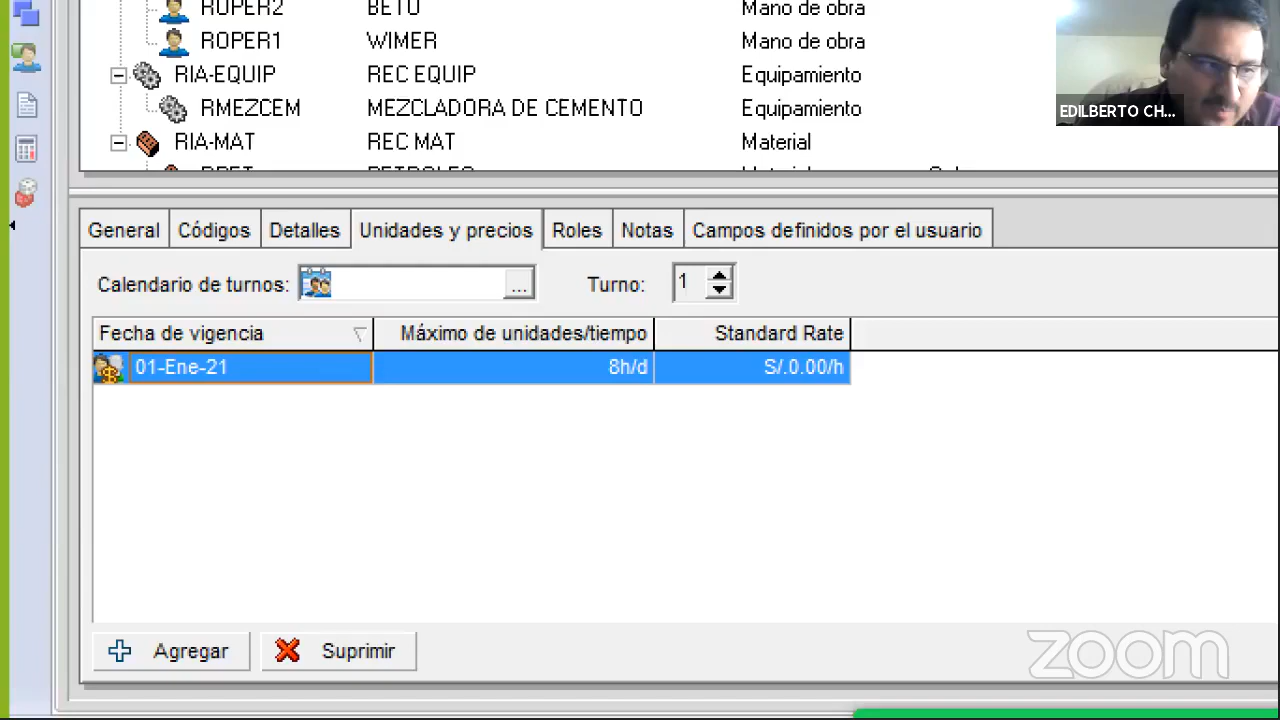 ROPER2 BETO Mano de obra
ROPER1 WIMER Mano de obra
RIA-EQUIP REC EQUIP Equipamiento
RMEZCEM MEZCLADORA DE CEMENTO Equipamiento
RIA-MAT REC MAT Material
EDILBERTO CH...
General Códigos Detalles Unidades y precios Roles Notas Campos definidos por el usuario
Calendario de turnos: ... Turno: 1
Fecha de vigencia Máximo de unidades/tiempo Standard Rate
01-Ene-21 8h/d S/.0.00/h
Agregar Suprimir
zoom